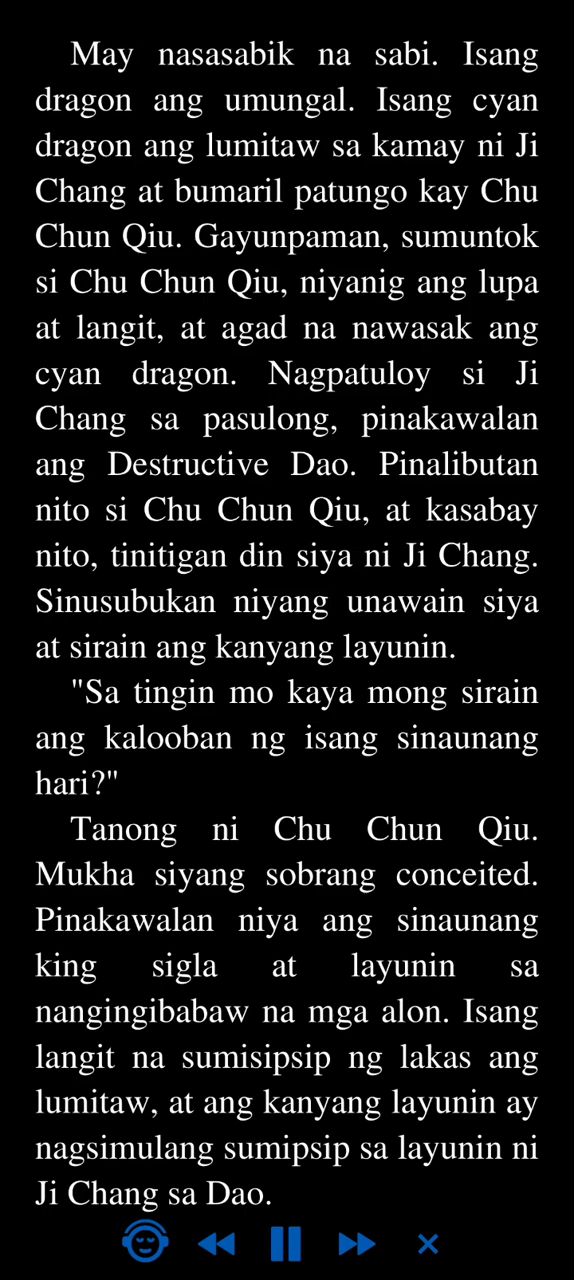 May nasasabik na sabi. Isang
dragon ang umungal. Isang cyan
dragon ang lumitaw sa kamay ni Ji
Chang at bumaril patungo kay Chu
Chun Qiu. Gayunpaman, sumuntok
si Chu Chun Qiu, niyanig ang lupa
at langit, at agad na nawasak ang
cyan dragon. Nagpatuloy si Ji
Chang sa pasulong, pinakawalan
ang Destructive Dao. Pinalibutan
nito si Chu Chun Qiu, at kasabay
nito, tinitigan din siya ni Ji Chang.
Sinusubukan niyang unawain siya
at sirain ang kanyang layunin.
"Sa tingin mo kaya mong sirain
ang kalooban ng isang sinaunang
hari?"
Tanong ni Chu Chun Qiu.
Mukha siyang sobrang conceited.
Pinakawalan niya ang sinaunang
king sigla at layunin sa
nangingibabaw na mga alon. Isang
langit na sumisipsip ng lakas ang
lumitaw, at ang kanyang layunin ay
nagsimulang sumipsip sa layunin ni
Ji Chang sa Dao.